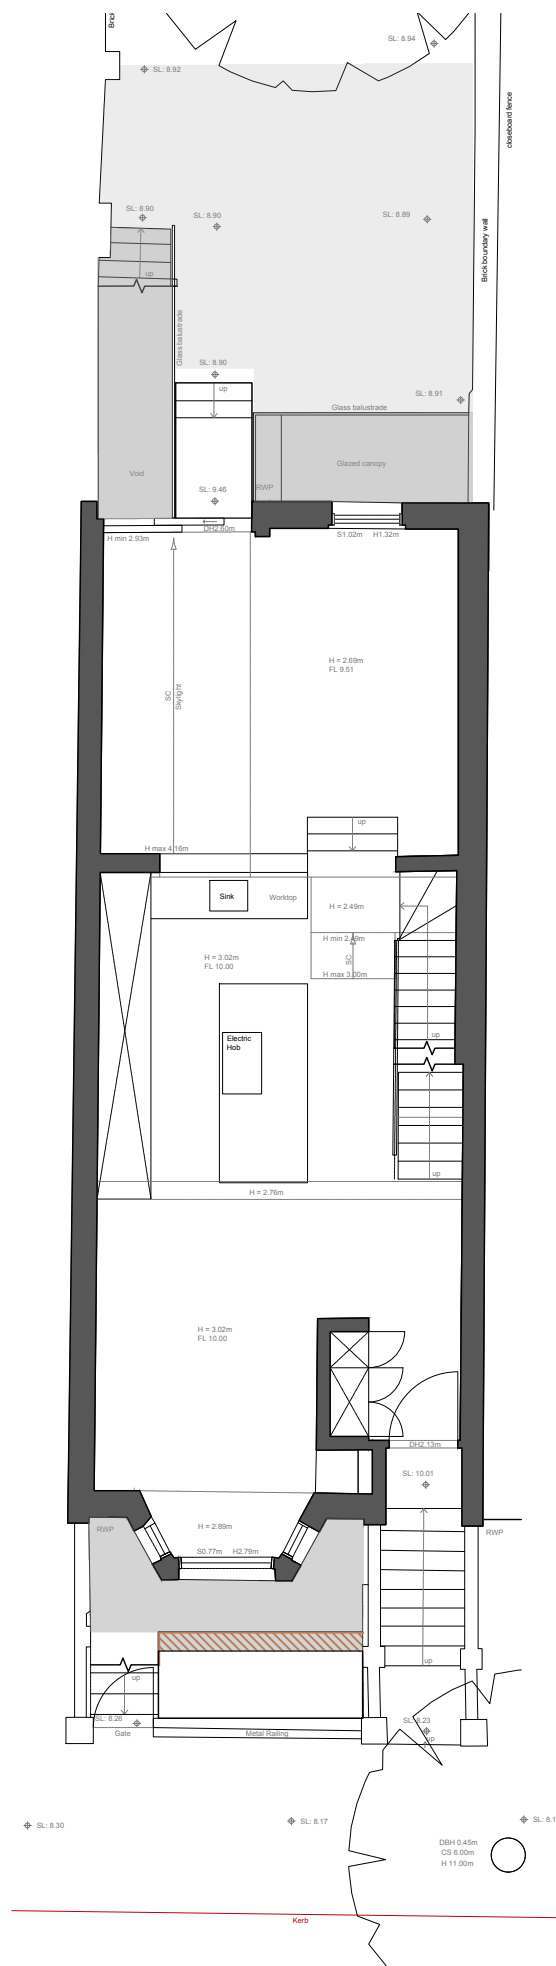 Brick
SL: 8.94
SL: 8.92
closeboard fence
SL: 8.90
SL: 8.90
SL: 8.89
Brick boundary wall
up
Glass balustrade
SL: 8.90
up
SL: 8.91
Glass balustrade
Void
Glazed canopy
RWP
SL: 9.46
DH2.60m
H min 2.93m
S1.02m H1.32m
H = 2.69m
FL 9.51
SC
Skylight
up
H max 4.16m
Sink
Worktop
H = 2.49m
H min 2.49m
H = 3.02m
FL 10.00
SC
H max 3.00m
Electric
Hob
up
up
H = 2.76m
H = 3.02m
FL 10.00
DH2.13m
SL: 10.01
RWP
H = 2.89m
RWP
S0.77m H2.79m
up
up
SL: 8.26
SL: 8.23
Gate
Metal Railing
up
SL: 8.30
SL: 8.17
SL: 8.1
DBH 0.45m
CS 6.00m
H 11.00m
Kerb